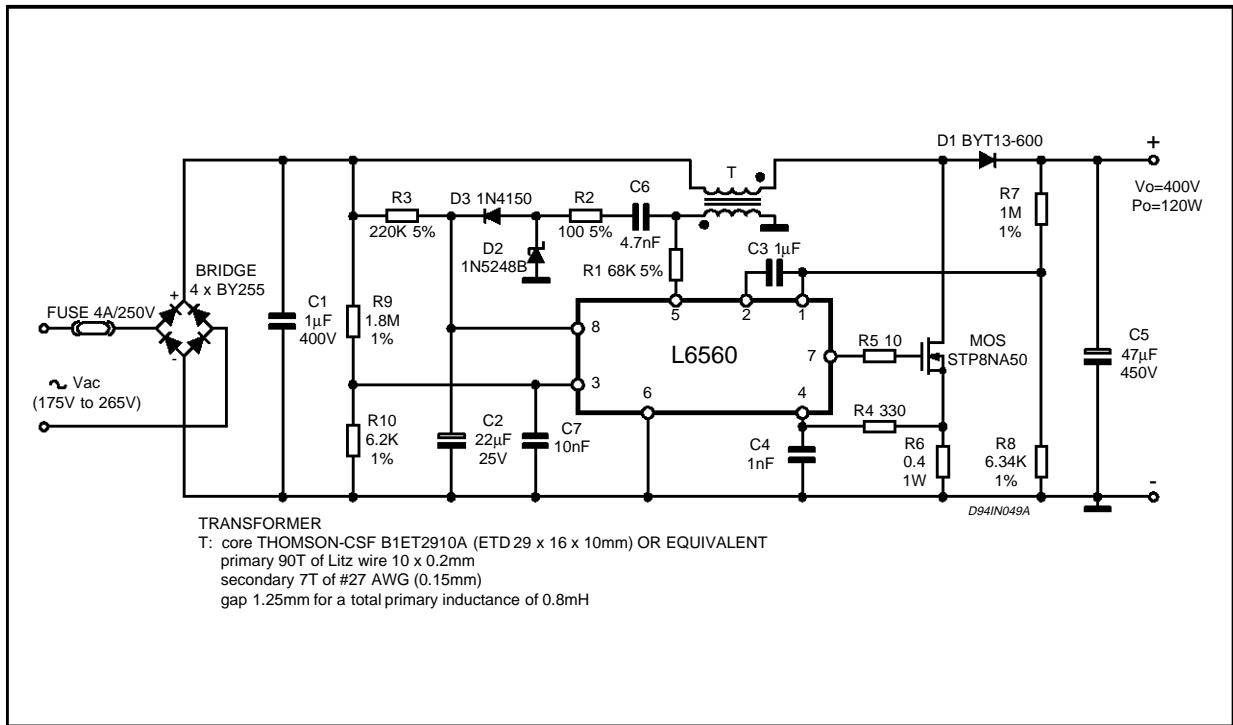 D1 BYT13-600
+
T
Vo=400V
Po=120W
R7
1M
1%
R3
220K 5%
D3 1N4150
R2
100 5%
C6
4.7nF
D2
1N5248B
R1 68K 5%
C3 1µF
BRIDGE
4 x BY255
+
-
FUSE 4A/250V
C1
1µF
400V
R9
1.8M
1%
5
2
1
8
L6560
7
3
6
4
R5 10
MOS
STP8NA50
C5
47µF
450V
Vac
(175V to 265V)
R10
6.2K
1%
C2
22µF
25V
C7
10nF
C4
1nF
R4 330
R6
0.4
1W
R8
6.34K
1%
-
D94IN049A
TRANSFORMER
T: core THOMSON-CSF B1ET2910A (ETD 29 x 16 x 10mm) OR EQUIVALENT
primary 90T of Litz wire 10 x 0.2mm
secondary 7T of #27 AWG (0.15mm)
gap 1.25mm for a total primary inductance of 0.8mH